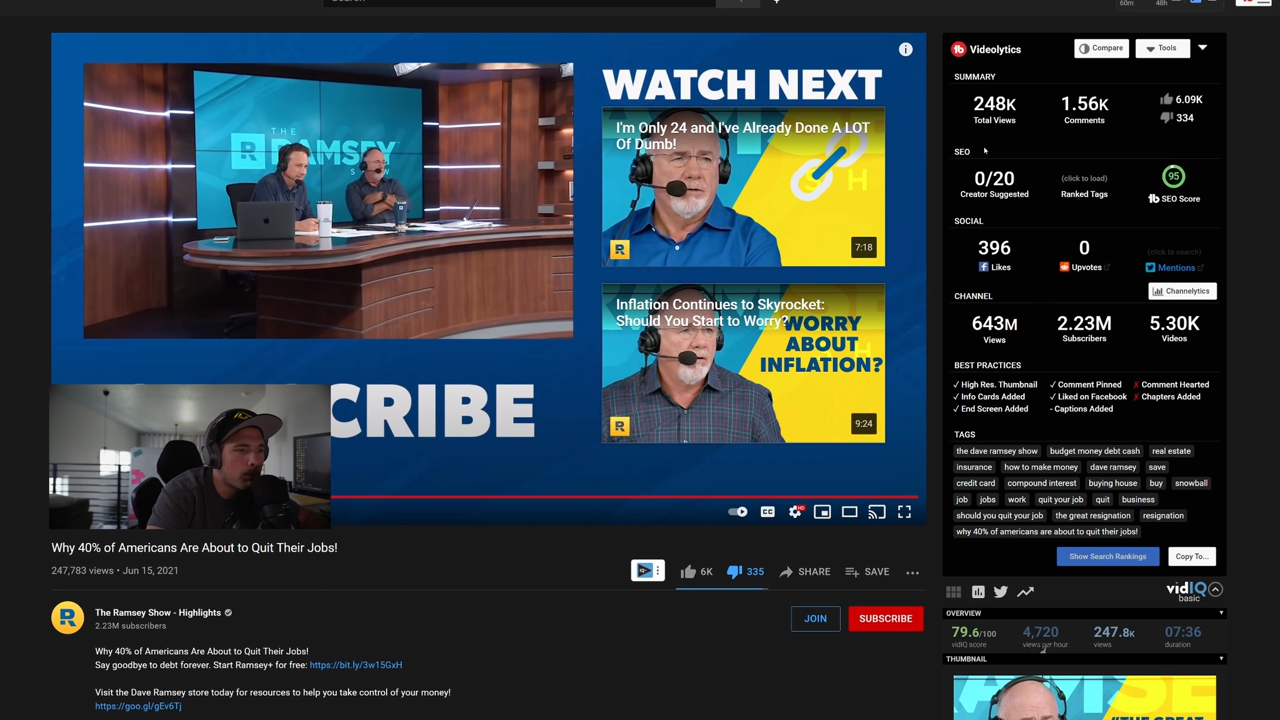 60m
48h
WATCH NEXT
THE
RAMSEY
SHOW
I'm Only 24 and I've Already Done A LOT
Of Dumb!
7:18
Inflation Continues to Skyrocket:
Should You Start to Worry?
WORRY
ABOUT
INFLATION?
9:24
CRIBE
Why 40% of Americans Are About to Quit Their Jobs!
247,783 views • Jun 15, 2021
6K
335
SHARE
SAVE
The Ramsey Show - Highlights
2.23M subscribers
JOIN
SUBSCRIBE
Why 40% of Americans Are About to Quit Their Jobs!
Say goodbye to debt forever. Start Ramsey+ for free: https://bit.ly/3w15GxH
Visit the Dave Ramsey store today for resources to help you take control of your money!
https://goo.gl/gEv6Tj
Videolytics
Compare
Tools
SUMMARY
248K
1.56K
6.09K
Total Views
Comments
334
SEO
0/20
(click to load)
95
Creator Suggested
Ranked Tags
SEO Score
SOCIAL
396
0
(click to search)
Likes
Upvotes
Mentions
CHANNEL
Channelytics
643M
2.23M
5.30K
Views
Subscribers
Videos
BEST PRACTICES
✓ High Res. Thumbnail
✓ Comment Pinned
✗ Comment Hearted
✓ Info Cards Added
✓ Liked on Facebook
✗ Chapters Added
✓ End Screen Added
- Captions Added
TAGS
the dave ramsey show
budget money debt cash
real estate
insurance
how to make money
dave ramsey
save
credit card
compound interest
buying house
buy
snowball
job
jobs
work
quit your job
quit
business
should you quit your job
the great resignation
resignation
why 40% of americans are about to quit their jobs!
Show Search Rankings
Copy To...
vidIQ
basic
OVERVIEW
79.6/100
4,720
247.8K
07:36
vidIQ score
views per hour
views
duration
THUMBNAIL
"THE GREAT